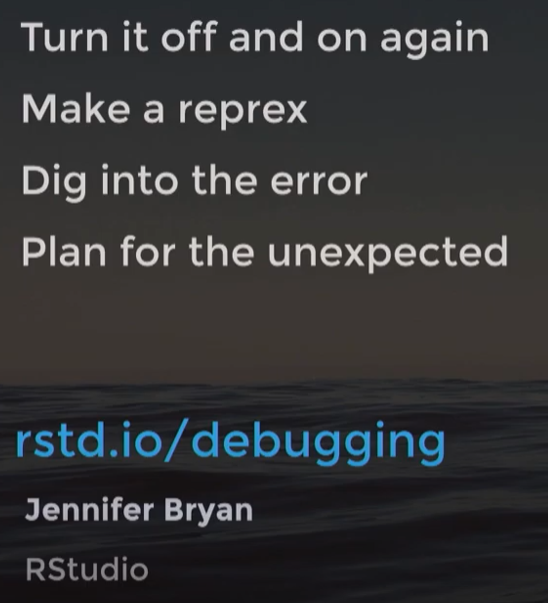 Turn it off and on again
Make a reprex
Dig into the error
Plan for the unexpected
rstd.io/debugging
Jennifer Bryan
RStudio